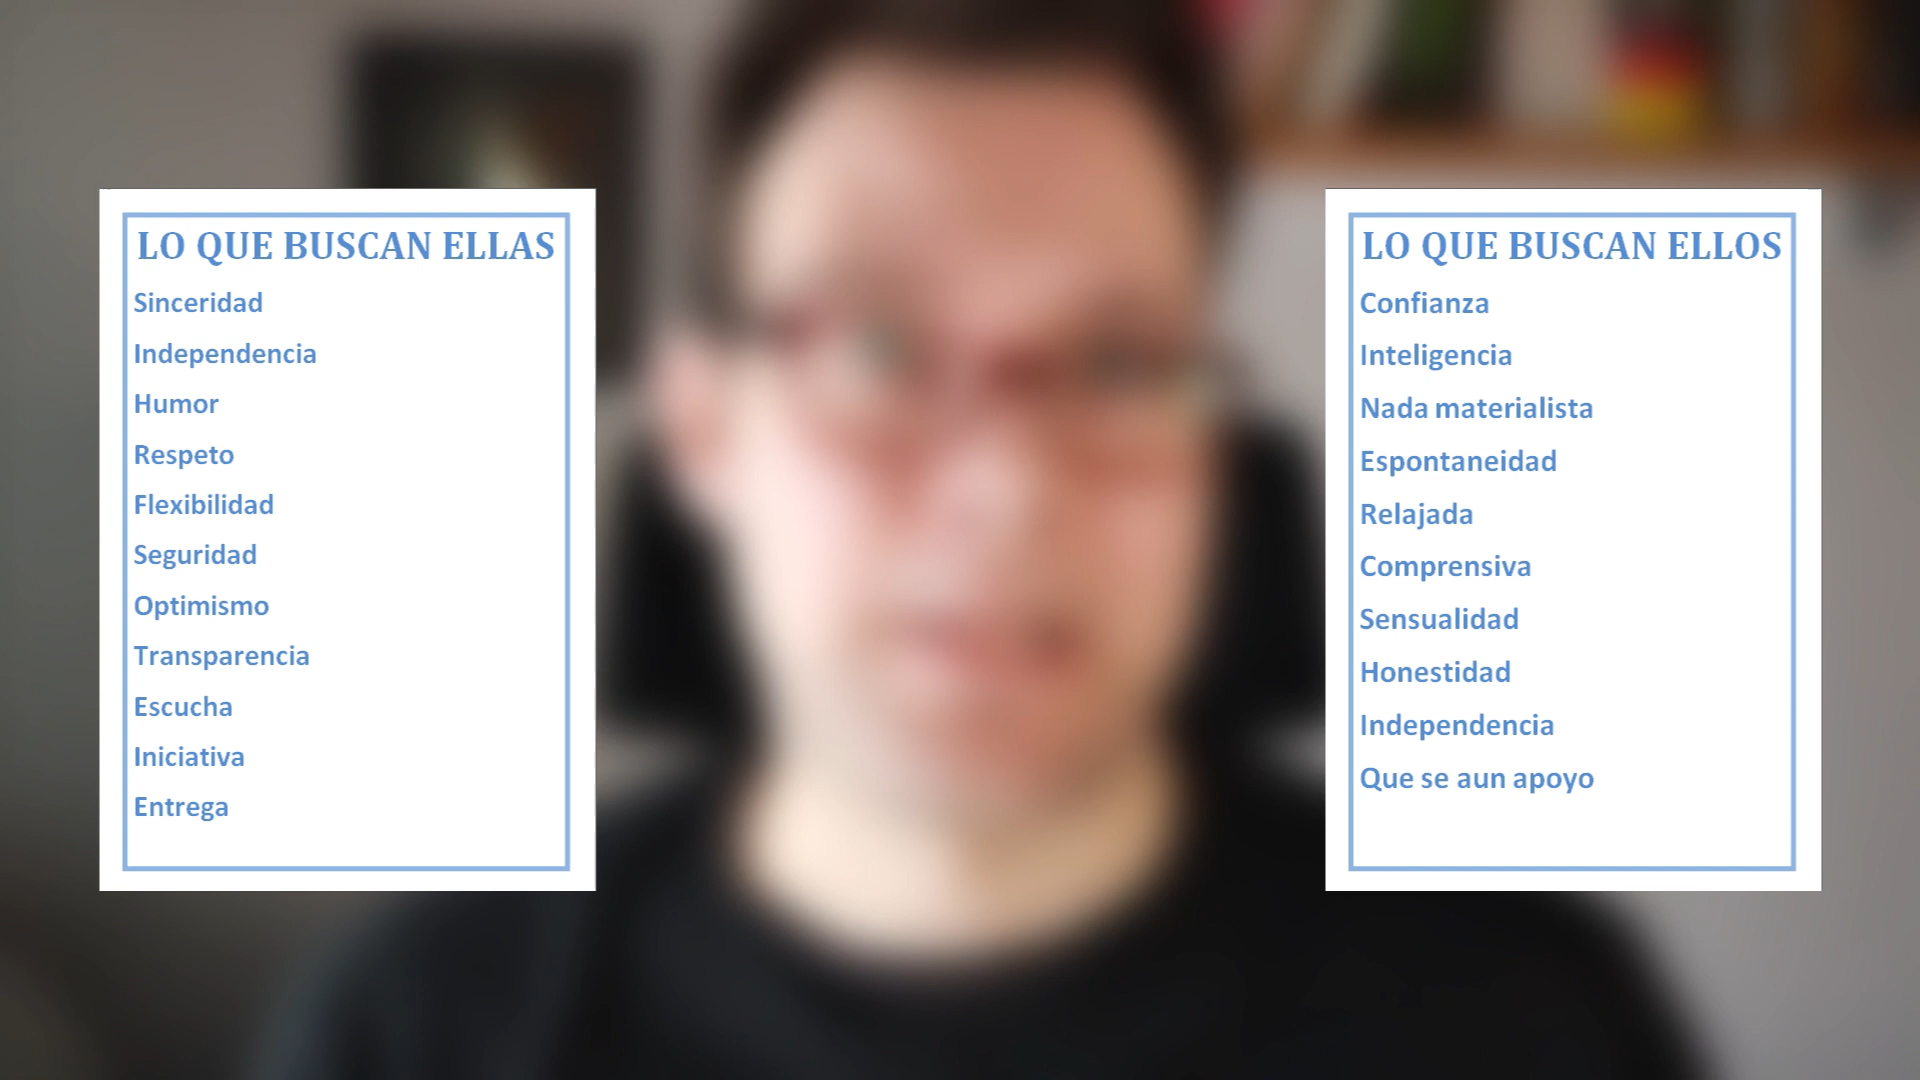 LO QUE BUSCAN ELLAS
Sinceridad
Independencia
Humor
Respeto
Flexibilidad
Seguridad
Optimismo
Transparencia
Escucha
Iniciativa
Entrega
LO QUE BUSCAN ELLOS
Confianza
Inteligencia
Nada materialista
Espontaneidad
Relajada
Comprensiva
Sensualidad
Honestidad
Independencia
Que se aun apoyo